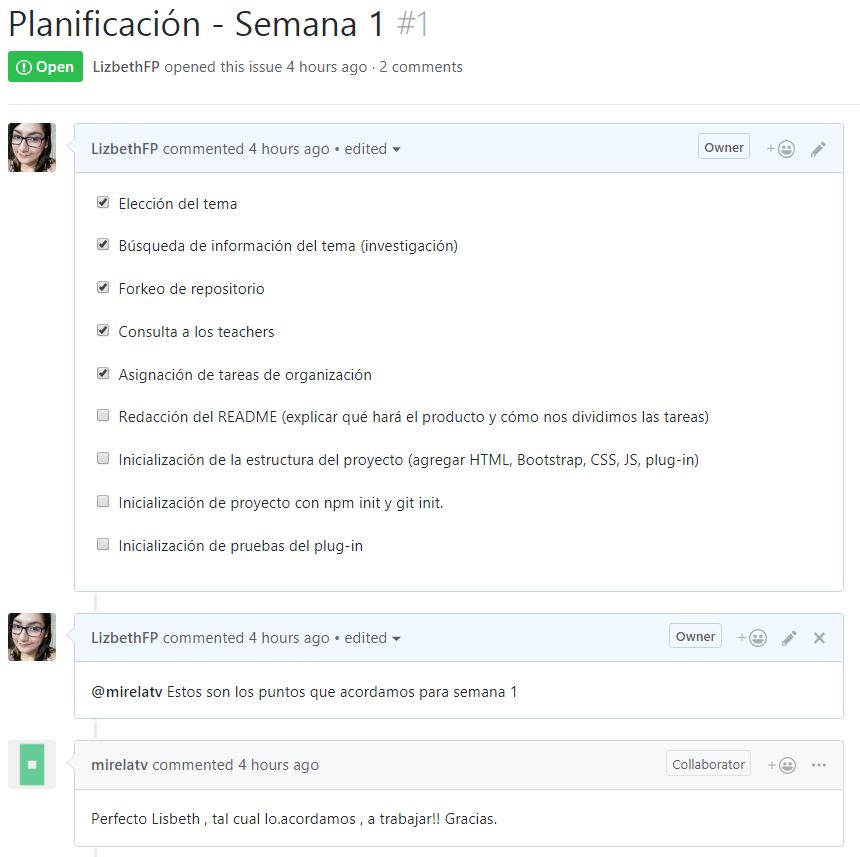 Planificación - Semana 1 #1
Open LizbethFP opened this issue 4 hours ago · 2 comments
LizbethFP commented 4 hours ago • edited Owner
Elección del tema
Búsqueda de información del tema (investigación)
Forkeo de repositorio
Consulta a los teachers
Asignación de tareas de organización
Redacción del README (explicar qué hará el producto y cómo nos dividimos las tareas)
Inicialización de la estructura del proyecto (agregar HTML, Bootstrap, CSS, JS, plug-in)
Inicialización de proyecto con npm init y git init.
Inicialización de pruebas del plug-in
LizbethFP commented 4 hours ago • edited Owner
@mirelatv Estos son los puntos que acordamos para semana 1
mirelatv commented 4 hours ago Collaborator
Perfecto Lisbeth , tal cual lo.acordamos , a trabajar!! Gracias.